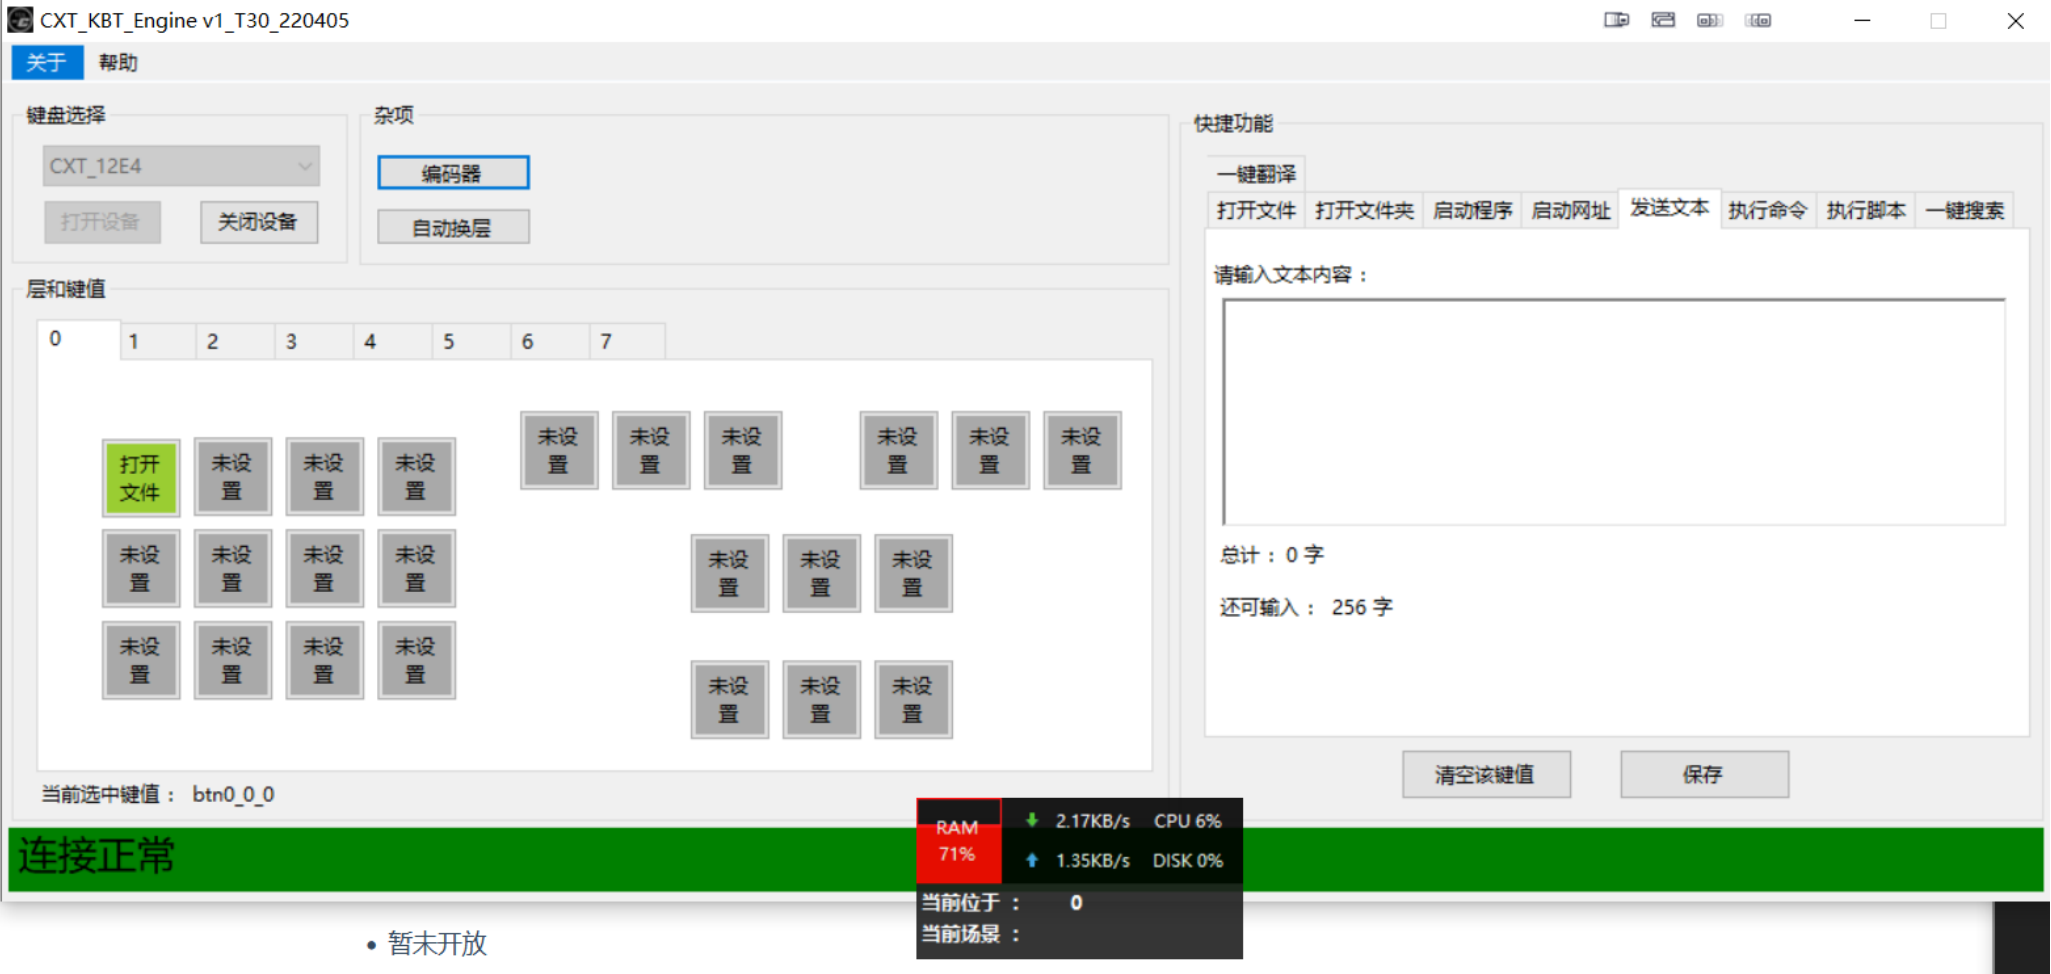 CXT_KBT_Engine v1_T30_220405
关于 帮助
键盘选择
CXT_12E4
打开设备 关闭设备
杂项
编码器
自动换层
层和键值
0 1 2 3 4 5 6 7
打开
文件
未设
置
未设
置
未设
置
未设
置
未设
置
未设
置
未设
置
未设
置
未设
置
未设
置
未设
置
未设
置
未设
置
未设
置
未设
置
未设
置
未设
置
未设
置
未设
置
未设
置
未设
置
未设
置
未设
置
当前选中键值： btn0_0_0
快捷功能
一键翻译
打开文件 打开文件夹 启动程序 启动网址 发送文本 执行命令 执行脚本 一键搜索
请输入文本内容：
总计： 0 字
还可输入： 256 字
清空该键值 保存
连接正常
RAM
71%
2.17KB/s CPU 6%
1.35KB/s DISK 0%
当前位于 ： 0
当前场景 ：
• 暂未开放